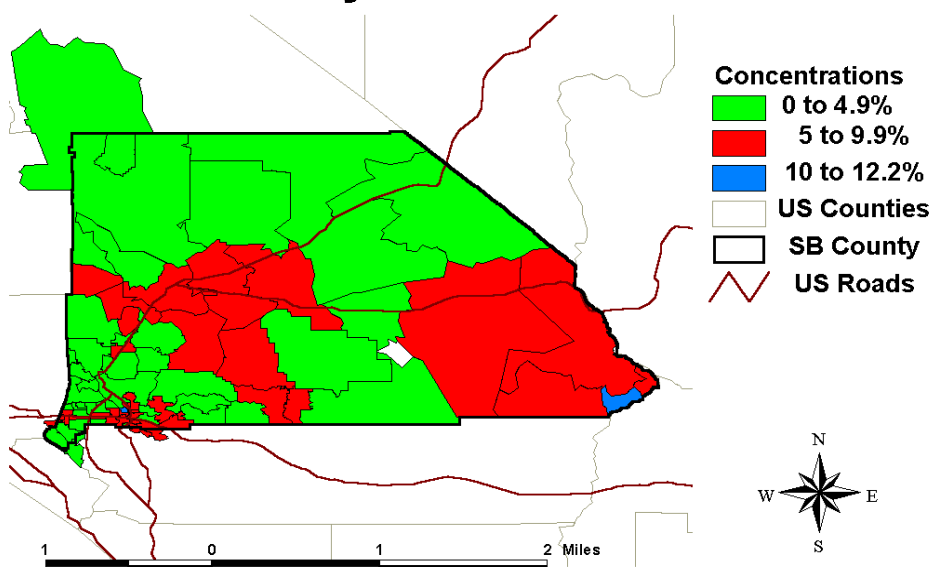 Concentrations
0 to 4.9%
5 to 9.9%
10 to 12.2%
US Counties
SB County
US Roads
N
W E
S
1 0 1 2 Miles